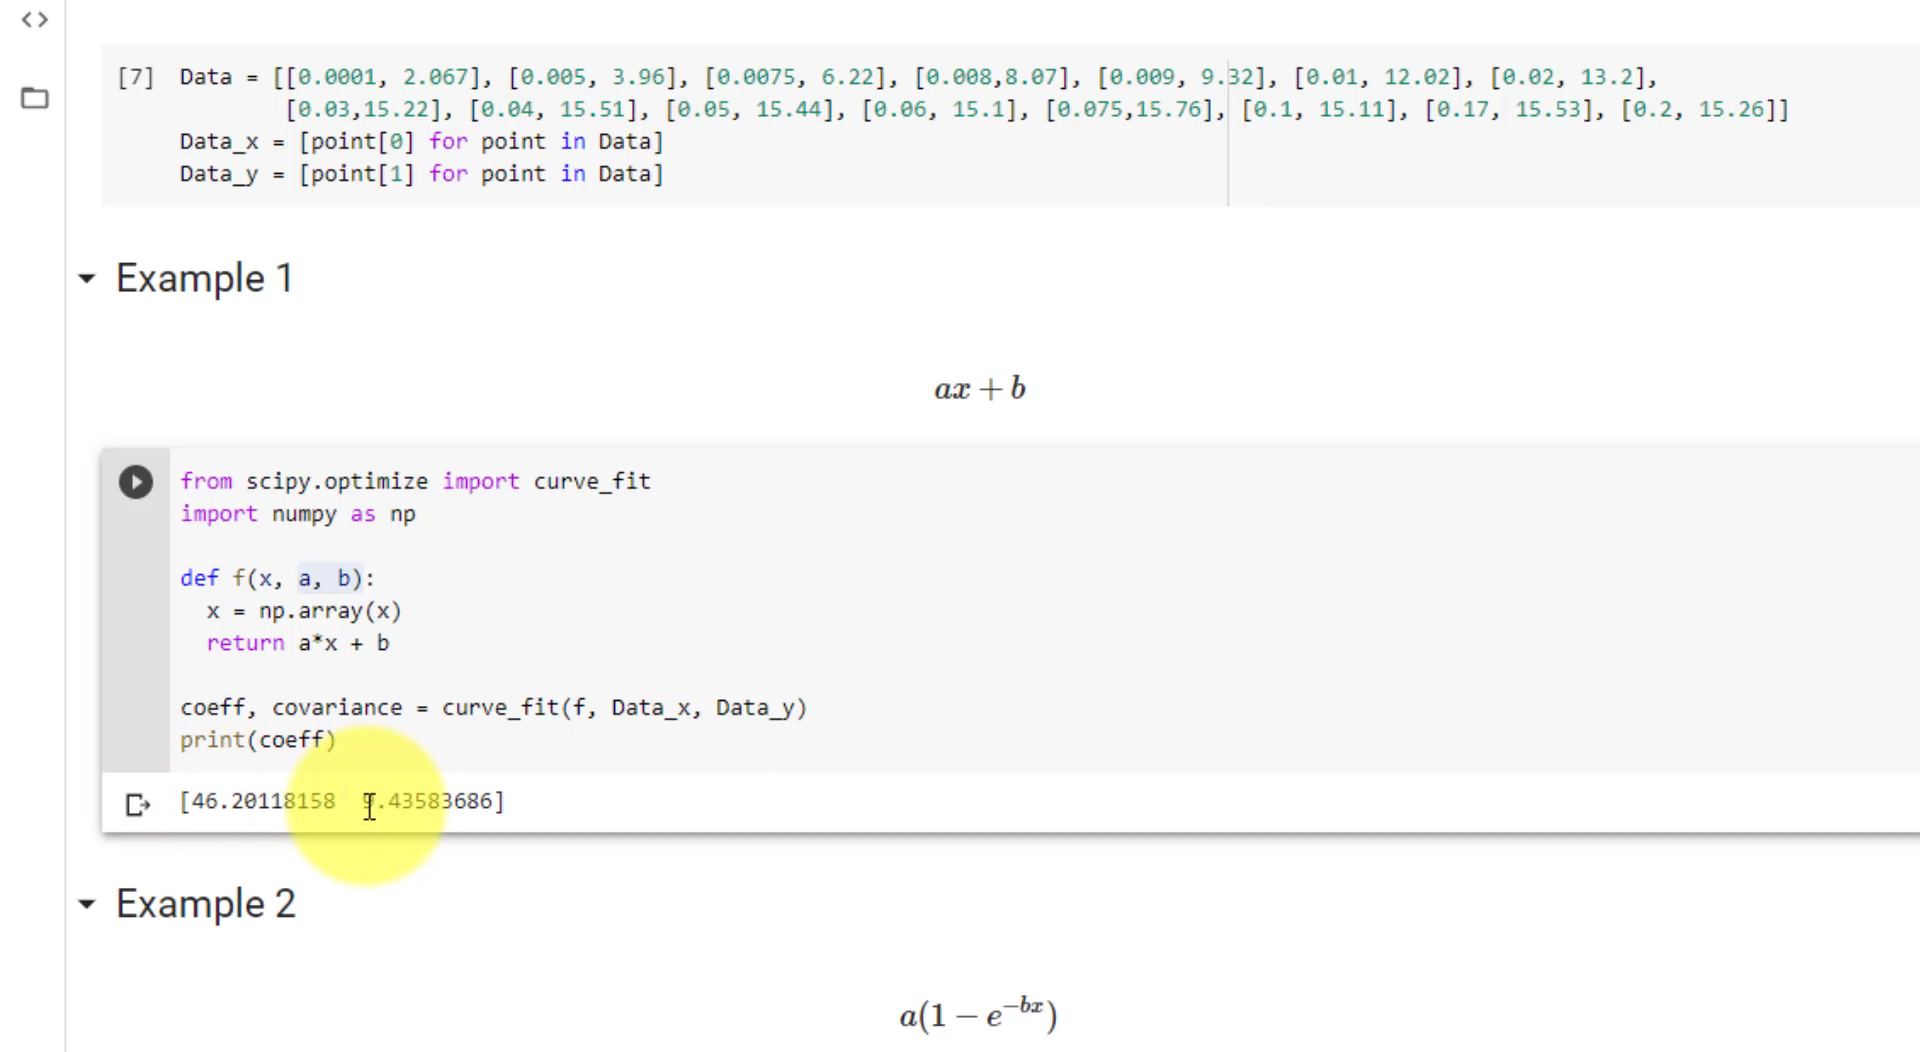 [7] Data = [[0.0001, 2.067], [0.005, 3.96], [0.0075, 6.22], [0.008,8.07], [0.009, 9.32], [0.01, 12.02], [0.02, 13.2],
[0.03,15.22], [0.04, 15.51], [0.05, 15.44], [0.06, 15.1], [0.075,15.76], [0.1, 15.11], [0.17, 15.53], [0.2, 15.26]]
Data_x = [point[0] for point in Data]
Data_y = [point[1] for point in Data]
Example 1
ax + b
from scipy.optimize import curve_fit
import numpy as np
def f(x, a, b):
x = np.array(x)
return a*x + b
coeff, covariance = curve_fit(f, Data_x, Data_y)
print(coeff)
[46.20118158 9.43583686]
Example 2
a(1 − e^{−bx})